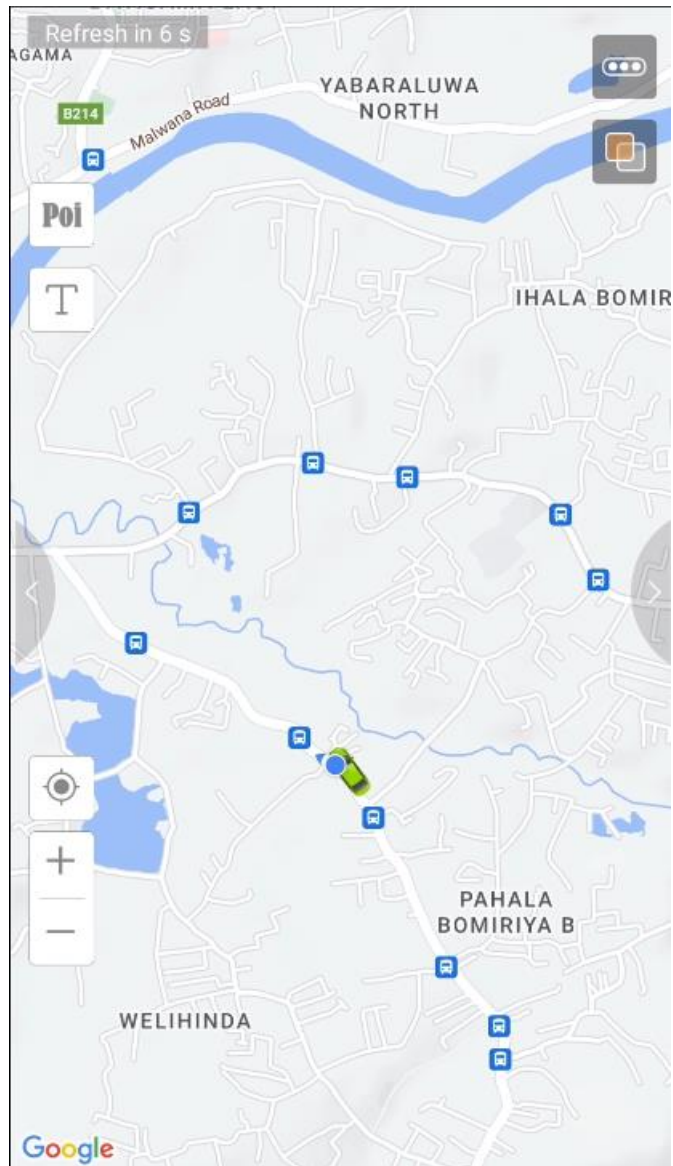 Refresh in 6 s
AGAMA
YABARALUWA
NORTH
B214
Malwana Road
Poi
T
IHALA BOMIR
PAHALA
BOMIRIYA B
WELIHINDA
Google